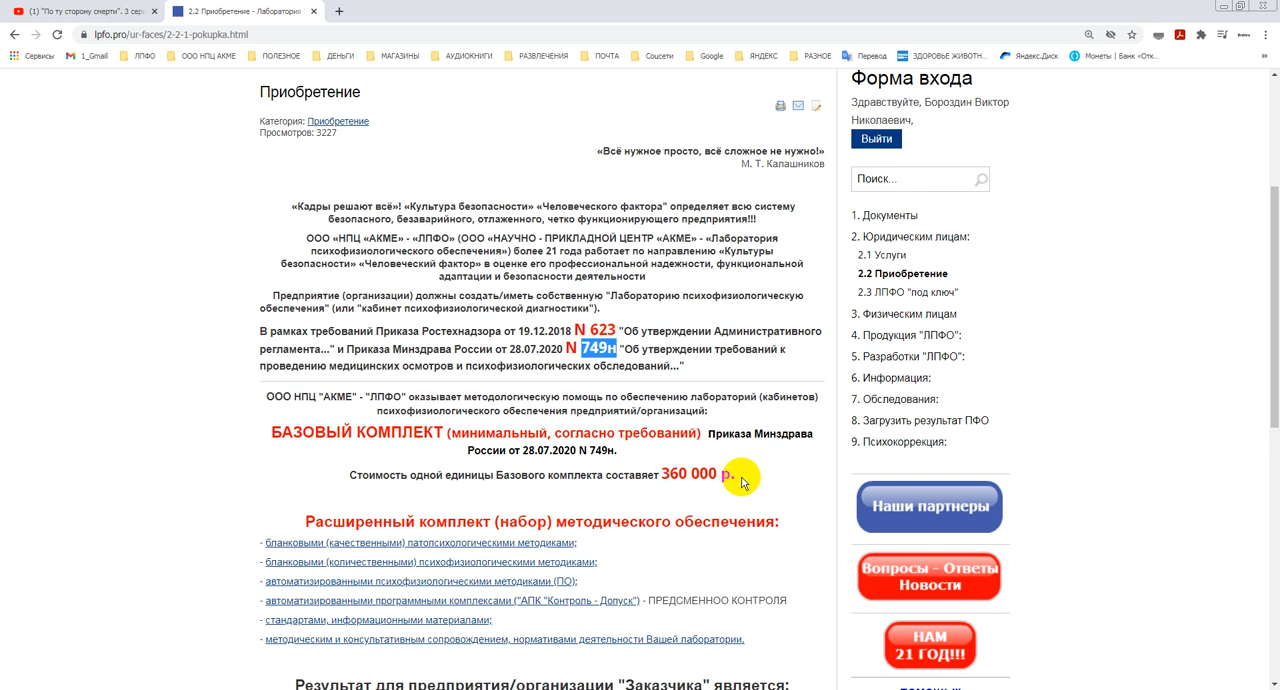 (1) "По ту сторону смерти". 3 сери
2.2 Приобретение - Лаборатория
lpfo.pro/ur-faces/2-2-1-pokupka.html
Сервисы
1_Gmail
ЛПФО
ООО НПЦ АКМЕ
ПОЛЕЗНОЕ
ДЕНЬГИ
МАГАЗИНЫ
АУДИОКНИГИ
РАЗВЛЕЧЕНИЯ
ПОЧТА
Соцсети
Google
ЯНДЕКС
РАЗНОЕ
Перевод
ЗДОРОВЬЕ ЖИВОТН...
Яндекс.Диск
Монеты | Банк «Отк...
»
Приобретение
Категория: Приобретение
Просмотров: 3227
«Всё нужное просто, всё сложное не нужно!»
М. Т. Калашников
«Кадры решают всё»! «Культура безопасности» «Человеческого фактора" определяет всю систему
безопасного, безаварийного, отлаженного, четко функционирующего предприятия!!!
ООО «НПЦ «АКМЕ» - «ЛПФО» (ООО «НАУЧНО - ПРИКЛАДНОЙ ЦЕНТР «АКМЕ» - «Лаборатория
психофизиологического обеспечения») более 21 года работает по направлению «Культуры
безопасности» «Человеческий фактор» в оценке его профессиональной надежности, функциональной
адаптации и безопасности деятельности
Предприятие (организации) должны создать/иметь собственную "Лабораторию психофизиологическую
обеспечения" (или "кабинет психофизиологической диагностики").
В рамках требований Приказа Ростехнадзора от 19.12.2018 N 623 "Об утверждении Административного
регламента..." и Приказа Минздрава России от 28.07.2020 N 749н "Об утверждении требований к
проведению медицинских осмотров и психофизиологических обследований..."
ООО НПЦ "АКМЕ" - "ЛПФО" оказывает методологическую помощь по обеспечению лабораторий (кабинетов)
психофизиологического обеспечения предприятий/организаций:
БАЗОВЫЙ КОМПЛЕКТ (минимальный, согласно требований) Приказа Минздрава
России от 28.07.2020 N 749н.
Стоимость одной единицы Базового комплекта составяет 360 000 р.
Расширенный комплект (набор) методического обеспечения:
- бланковыми (качественными) патопсихологическими методиками;
- бланковыми (количественными) психофизиологическими методиками;
- автоматизированными психофизиологическими методиками (ПО);
- автоматизированными программными комплексами ("АПК "Контроль - Допуск") - ПРЕДСМЕННОО КОНТРОЛЯ
- стандартами, информационными материалами;
- методическим и консультативным сопровождением, нормативами деятельности Вашей лаборатории.
Результат для предприятия/организации "Заказчика" является:
Форма входа
Здравствуйте, Бороздин Виктор
Николаевич,
Выйти
Поиск...
1. Документы
2. Юридическим лицам:
2.1 Услуги
2.2 Приобретение
2.3 ЛПФО "под ключ"
3. Физическим лицам
4. Продукция "ЛПФО":
5. Разработки "ЛПФО":
6. Информация:
7. Обследования:
8. Загрузить результат ПФО
9. Психокоррекция:
Наши партнеры
Вопросы - Ответы
Новости
НАМ
21 ГОД!!!